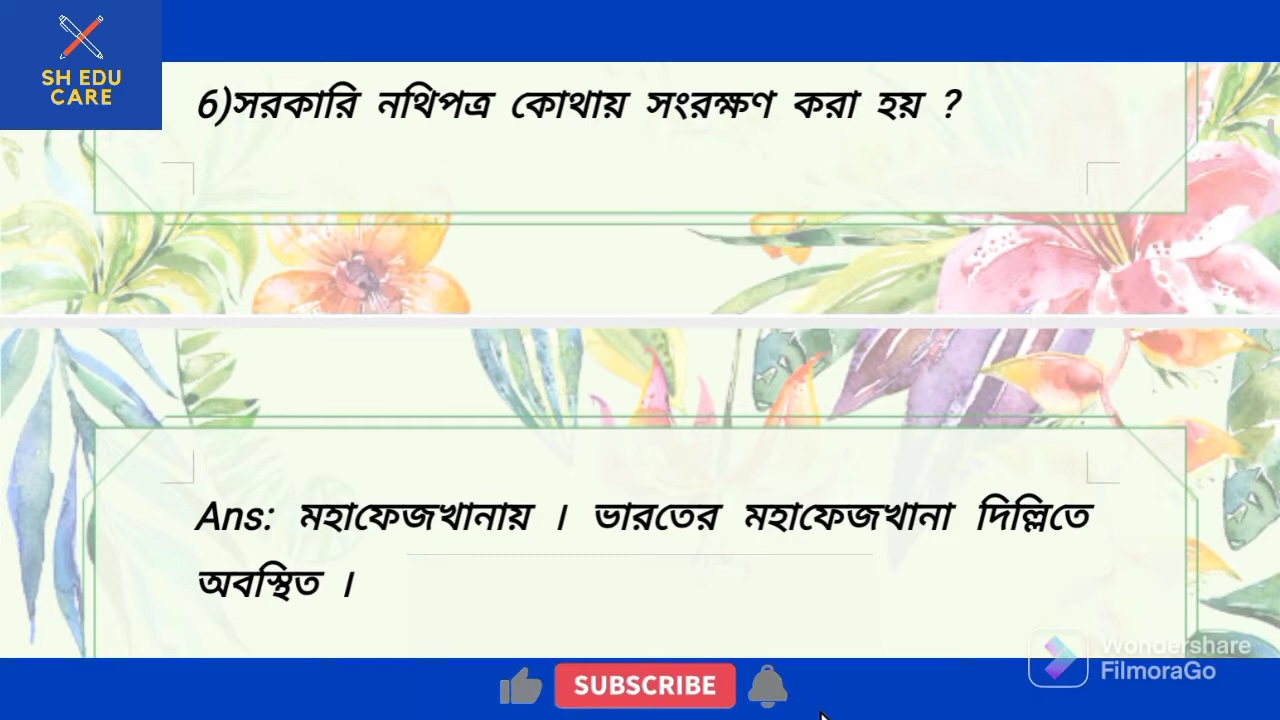 SH EDU
CARE
6)সরকারি নথিপত্র কোথায় সংরক্ষণ করা হয় ?
Ans: মহাফেজখানায় । ভারতের মহাফেজখানা দিল্লিতে
অবস্থিত ।
Wondershare
FilmoraGo
SUBSCRIBE